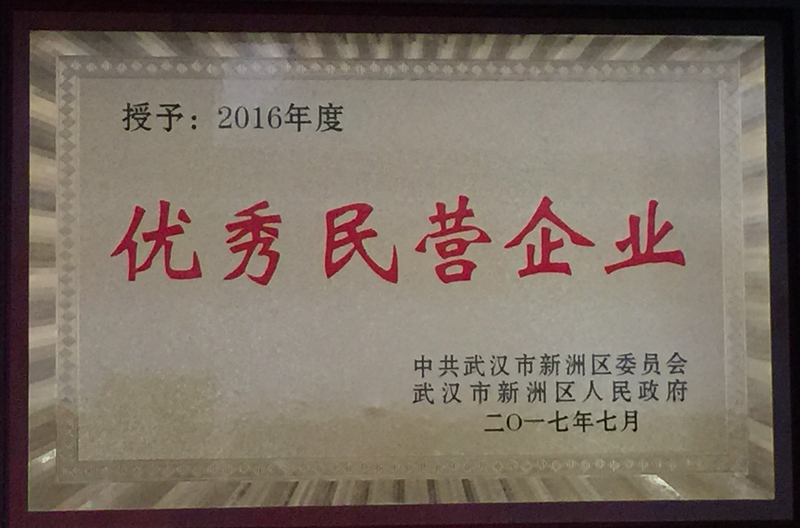 授予：2016年度
优秀民营企业
中共武汉市新洲区委员会
武汉市新洲区人民政府
二〇一七年七月